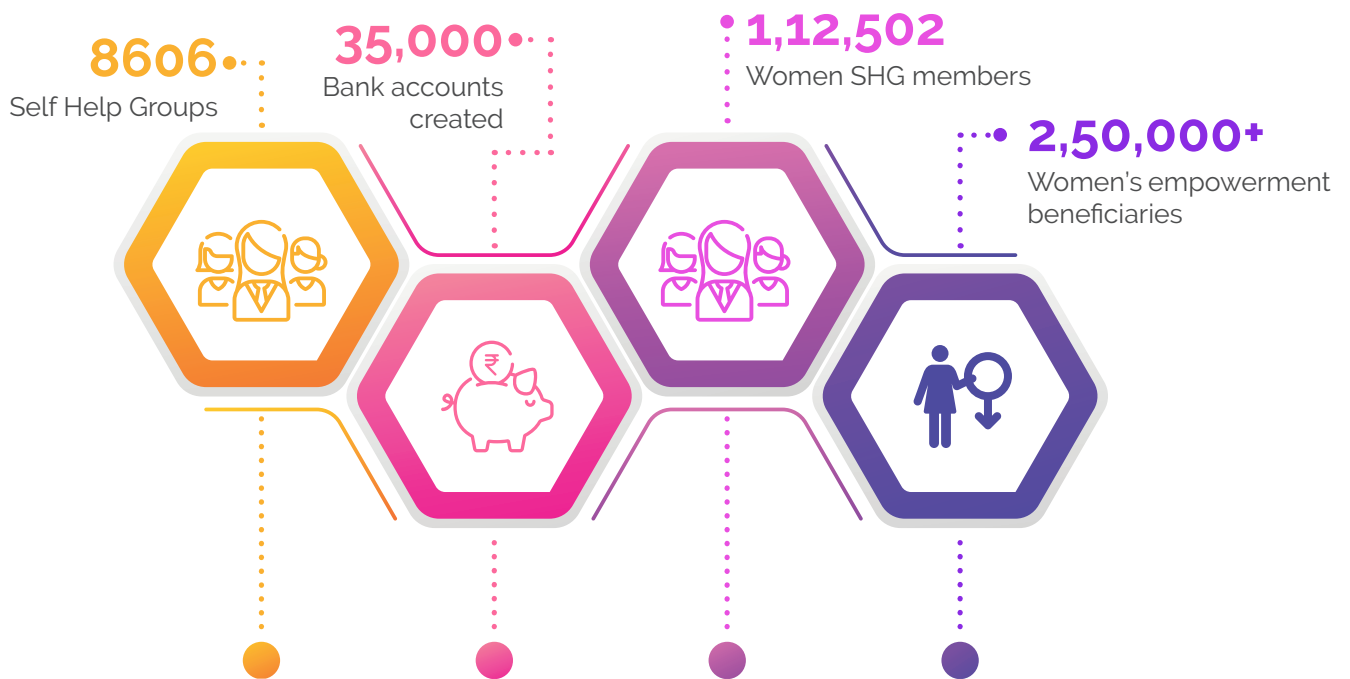 8606
Self Help Groups
35,000
Bank accounts
created
₹
1,12,502
Women SHG members
2,50,000+
Women's empowerment
beneficiaries